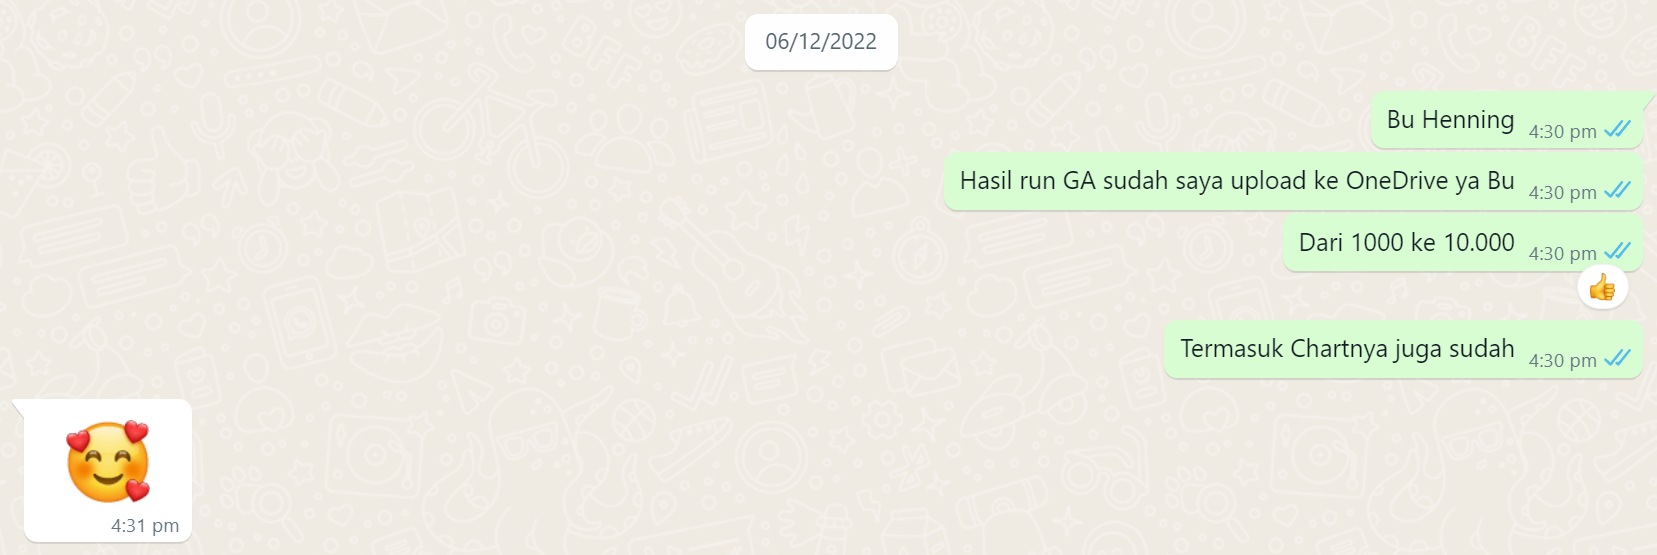 06/12/2022
Bu Henning 4:30 pm
Hasil run GA sudah saya upload ke OneDrive ya Bu 4:30 pm
Dari 1000 ke 10.000 4:30 pm
Termasuk Chartnya juga sudah 4:30 pm
4:31 pm